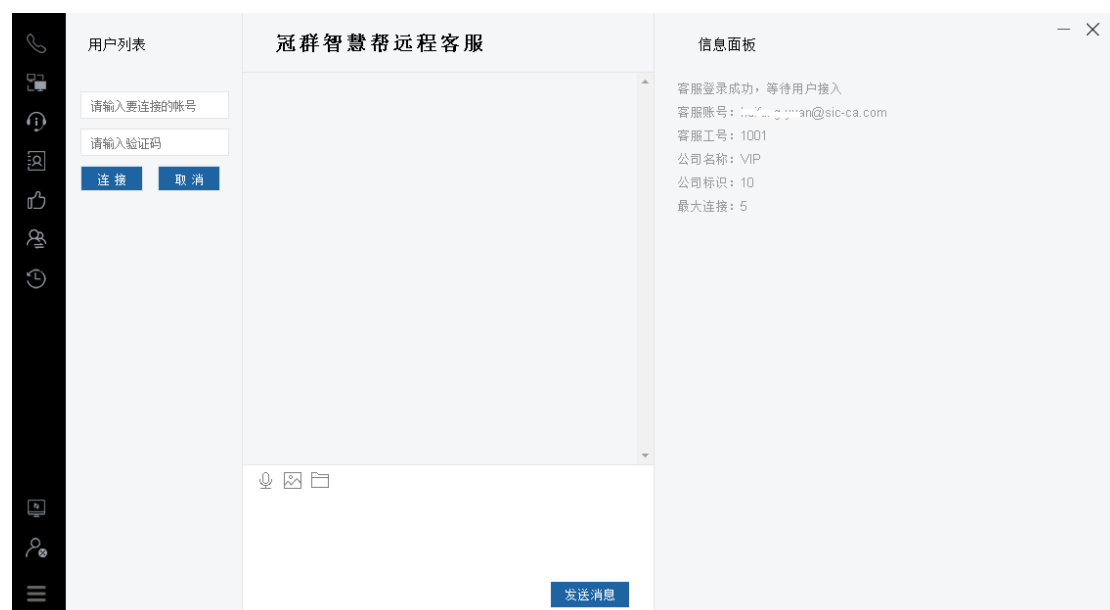 用户列表
冠群智慧帮远程客服
信息面板
请输入要连接的帐号
请输入验证码
连接
取消
客服登录成功，等待用户接入
客服账号：an@sic-ca.com
客服工号：1001
公司名称：VIP
公司标识：10
最大连接：5
发送消息